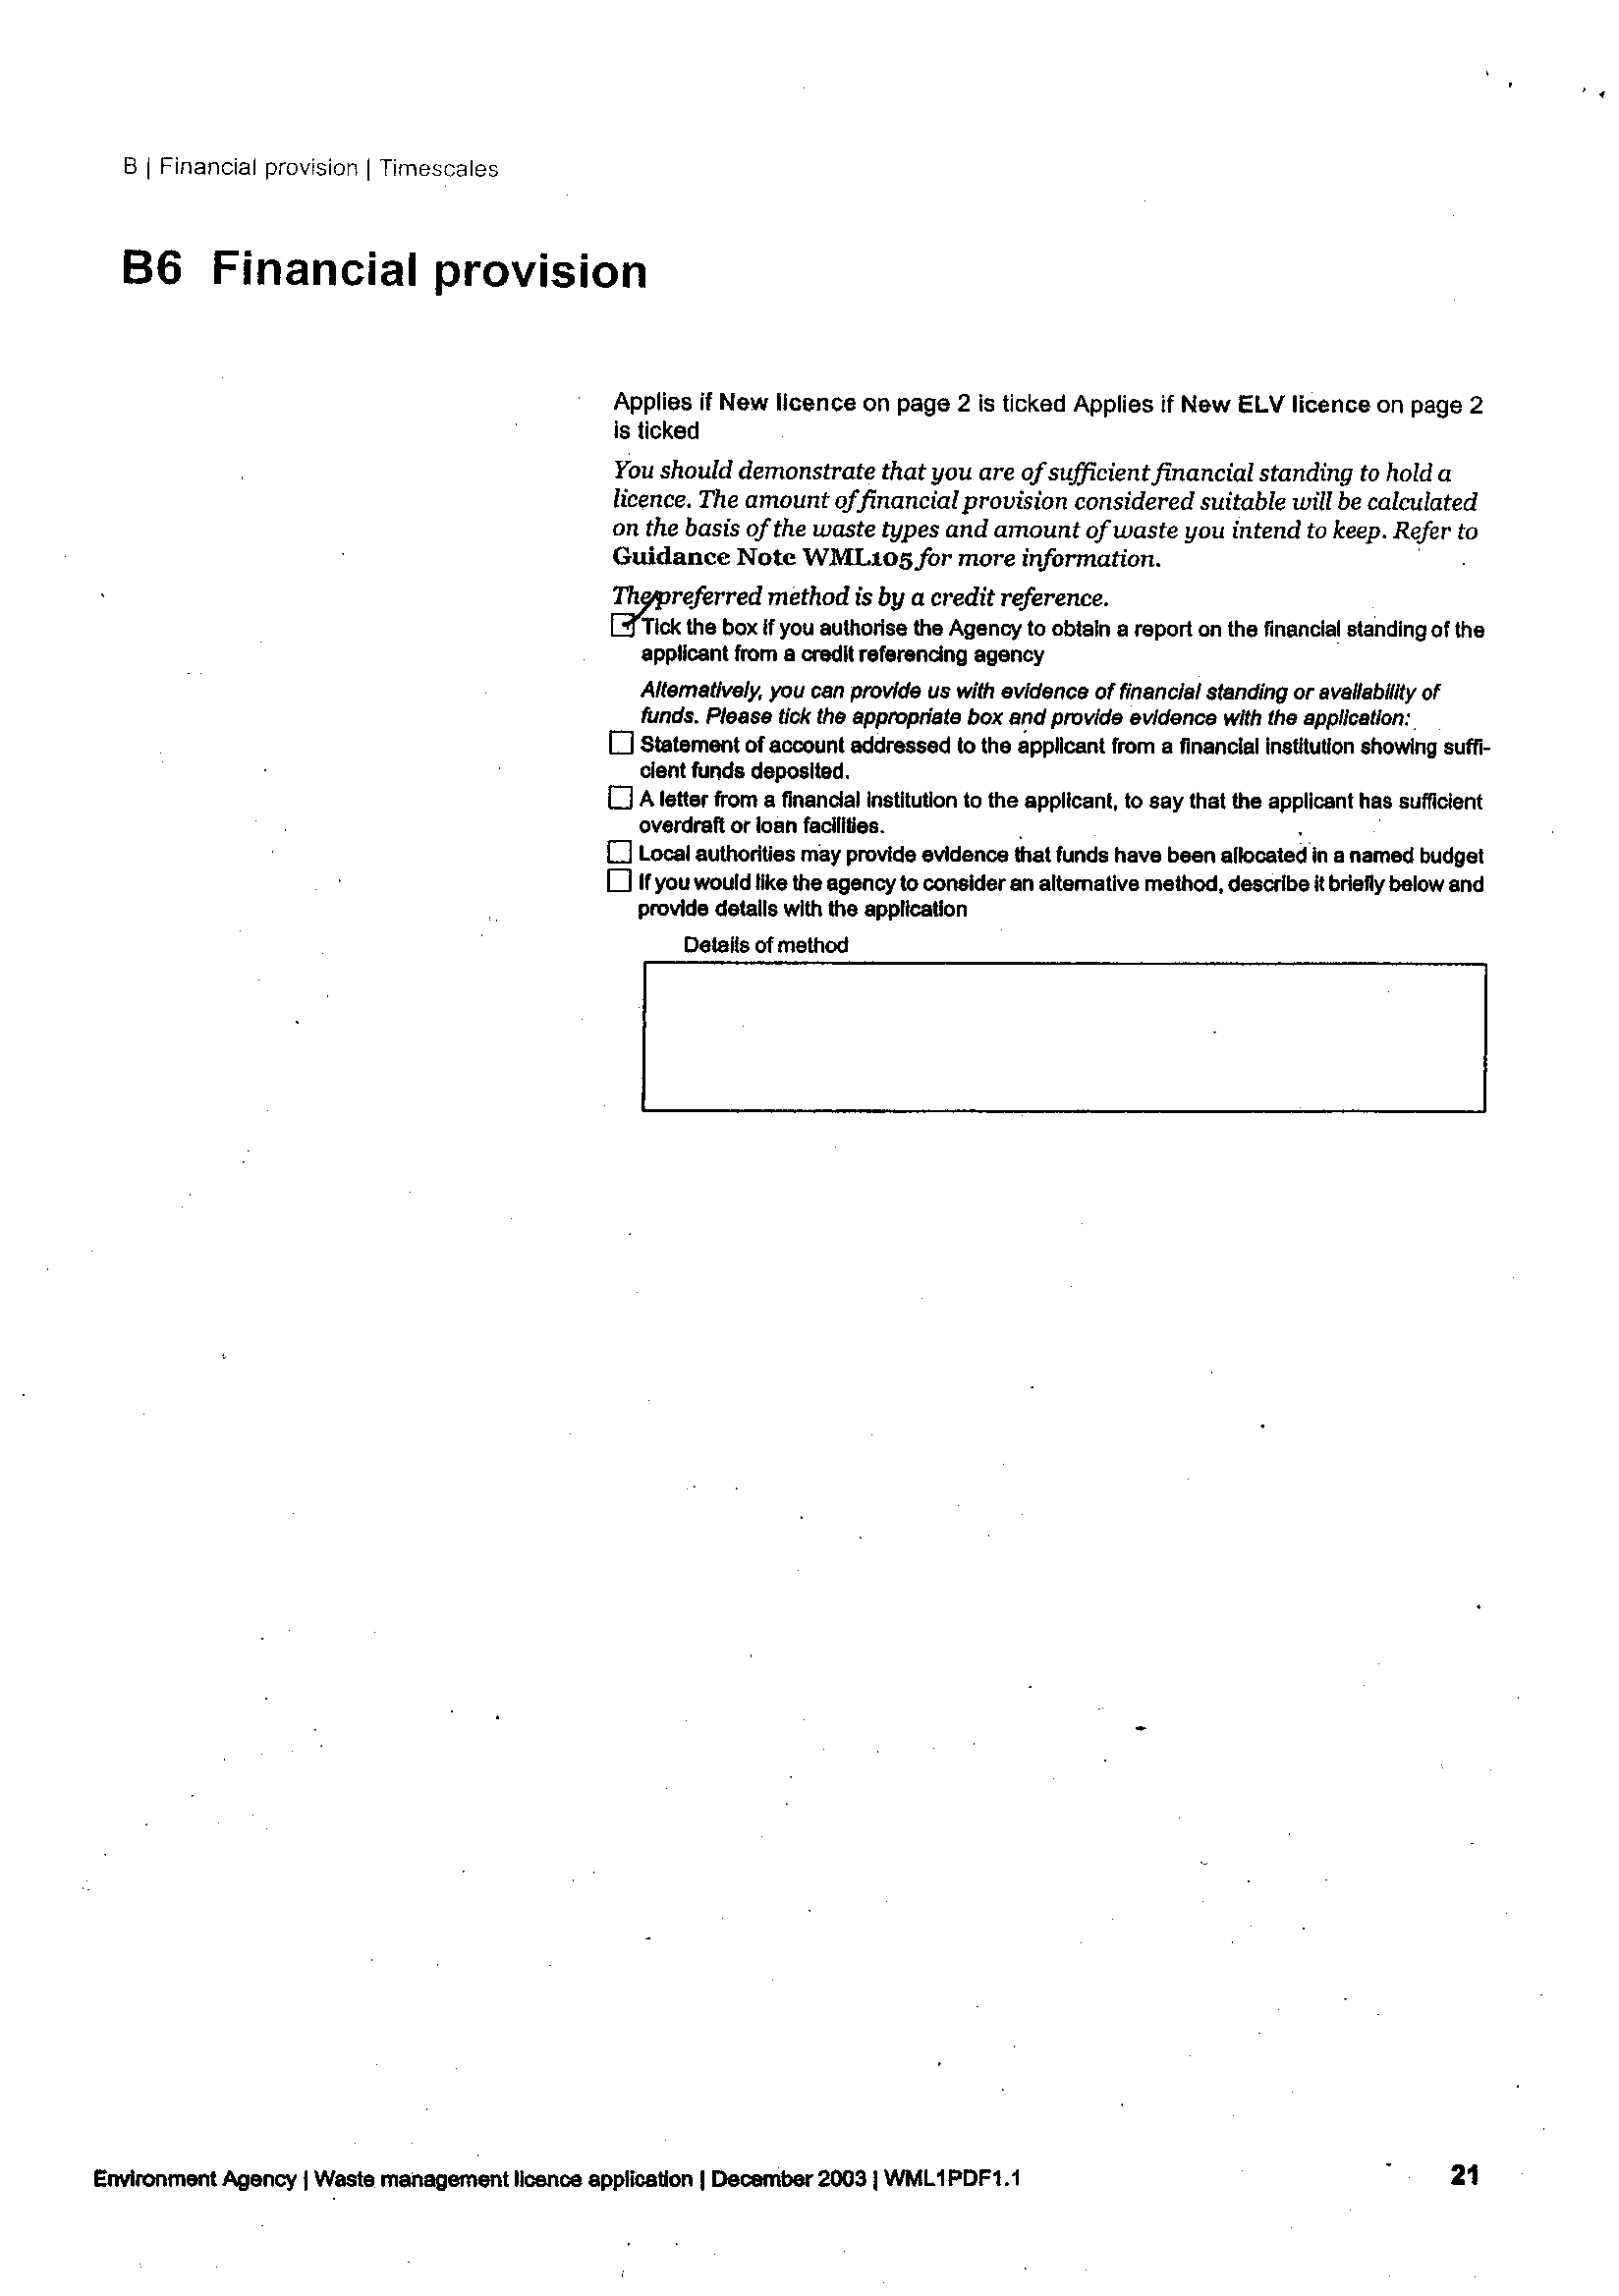 B | Financial provision | Timescales
B6 Financial provision
Applies if New licence on page 2 is ticked Applies if New ELV licence on page 2
is ticked
You should demonstrate that you are of sufficient financial standing to hold a
licence. The amount of financial provision considered suitable will be calculated
on the basis of the waste types and amount of waste you intend to keep. Refer to
Guidance Note WML105 for more information.
The preferred method is by a credit reference.
Tick the box if you authorise the Agency to obtain a report on the financial standing of the
applicant from a credit referencing agency
Alternatively, you can provide us with evidence of financial standing or availability of
funds. Please tick the appropriate box and provide evidence with the application:
Statement of account addressed to the applicant from a financial institution showing suffi-
cient funds deposited.
A letter from a financial institution to the applicant, to say that the applicant has sufficient
overdraft or loan facilities.
Local authorities may provide evidence that funds have been allocated in a named budget
If you would like the agency to consider an alternative method, describe it briefly below and
provide details with the application
Details of method
Environment Agency | Waste management licence application | December 2003 | WML1PDF1.1
21